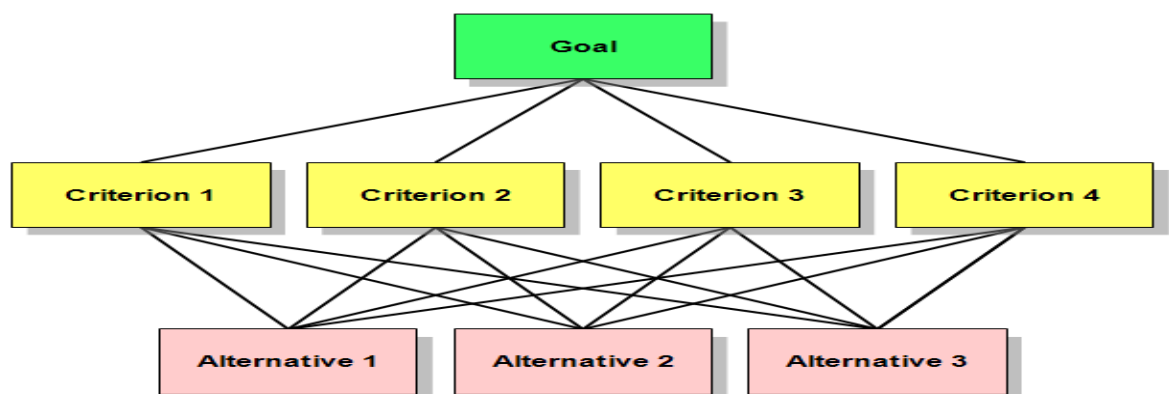 Goal
Criterion 1
Criterion 2
Criterion 3
Criterion 4
Alternative 1
Alternative 2
Alternative 3